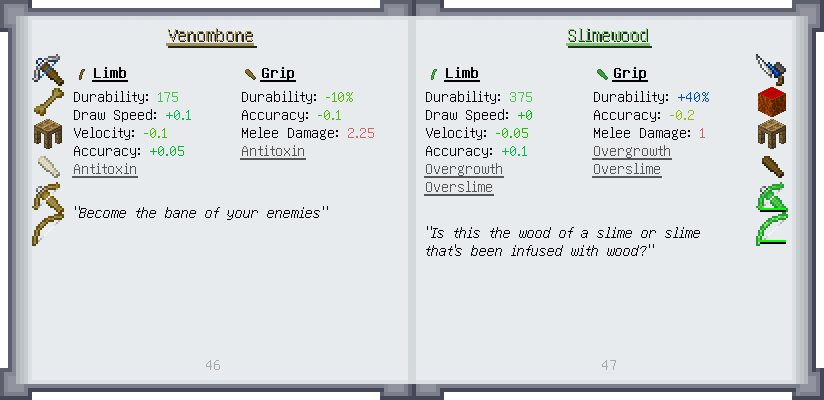 Venombone
Limb
Durability: 175
Draw Speed: +0.1
Velocity: -0.1
Accuracy: +0.05
Antitoxin
Grip
Durability: -10%
Accuracy: -0.1
Melee Damage: 2.25
Antitoxin
"Become the bane of your enemies"
46
Slimewood
Limb
Durability: 375
Draw Speed: +0
Velocity: -0.05
Accuracy: +0.1
Overgrowth
Overslime
Grip
Durability: +40%
Accuracy: -0.2
Melee Damage: 1
Overgrowth
Overslime
"Is this the wood of a slime or slime
that's been infused with wood?"
47